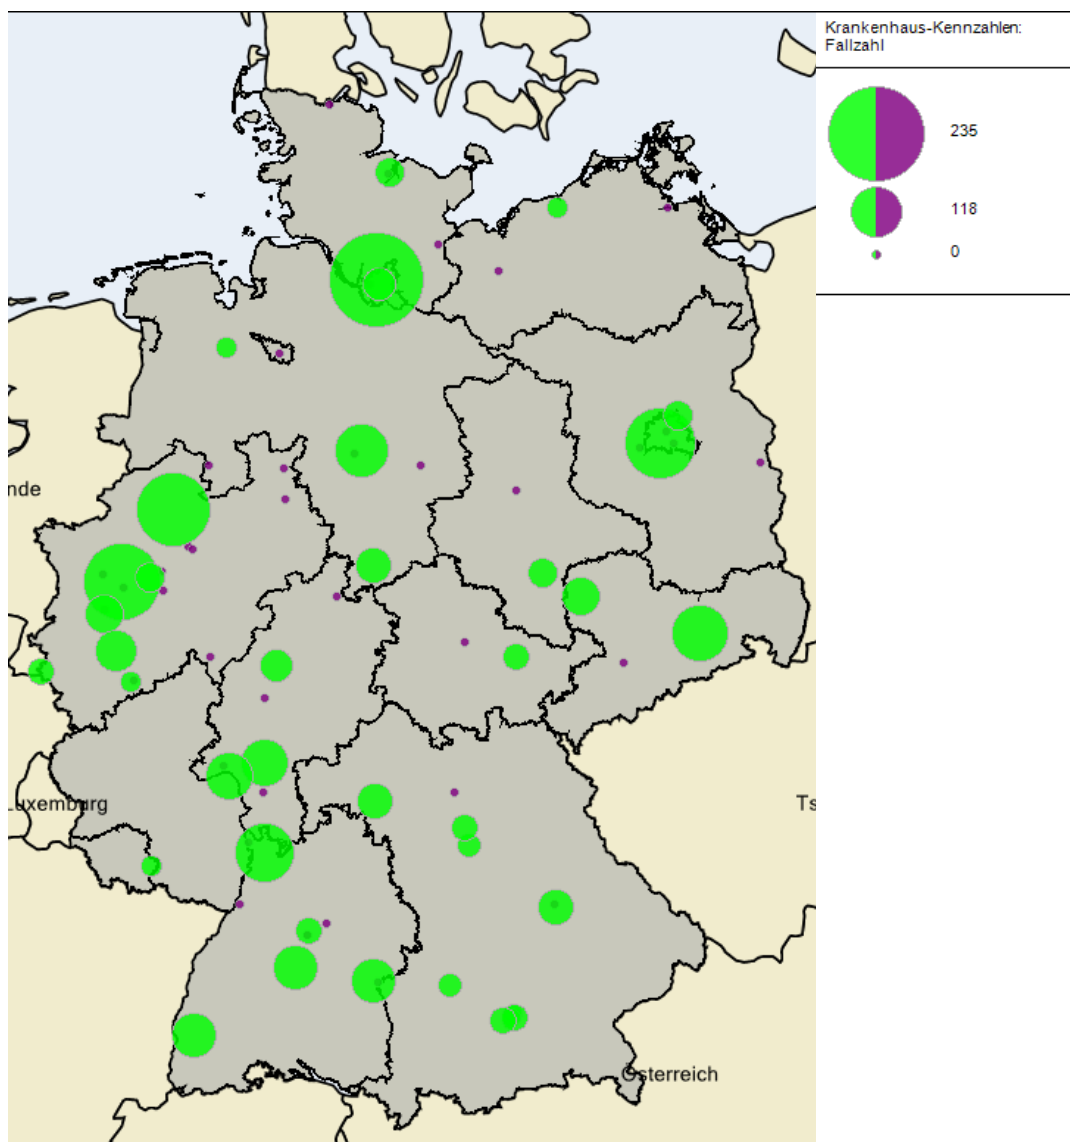 Krankenhaus-Kennzahlen:
Fallzahl
235
118
0
nde
Luxemburg
Ts
Österreich